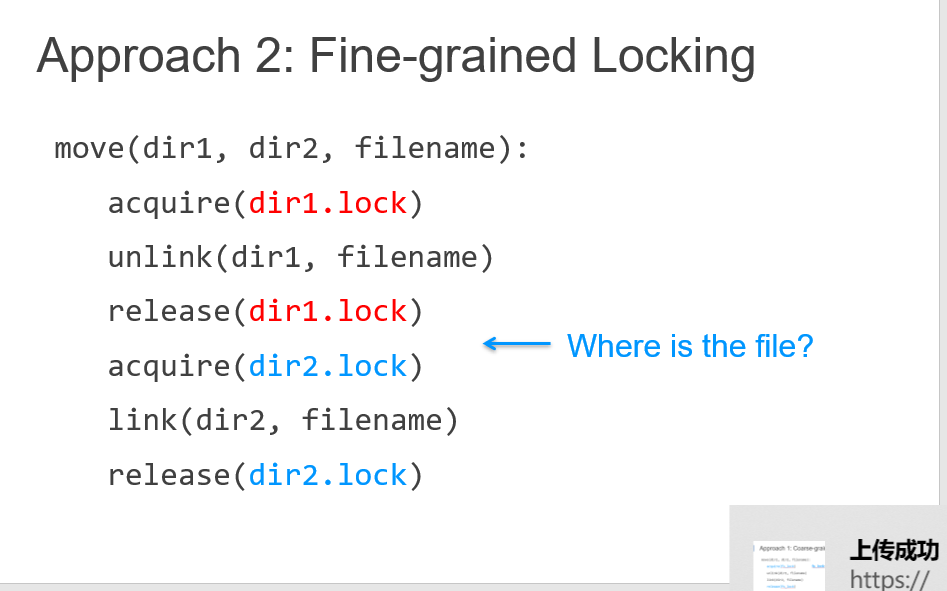 Approach 2: Fine-grained Locking
move(dir1, dir2, filename):
acquire(dir1.lock)
unlink(dir1, filename)
release(dir1.lock)
Where is the file?
acquire(dir2.lock)
link(dir2, filename)
release(dir2.lock)
上传成功
Approach 1: Coarse-grai
https://